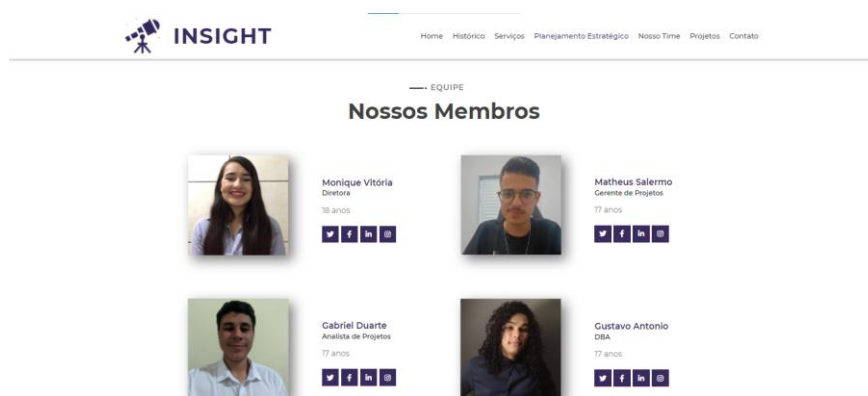 INSIGHT
Home Histórico Serviços Planejamento Estratégico Nosso Time Projetos Contato
EQUIPE
Nossos Membros
Monique Vitória
Diretora
18 anos
Matheus Salermo
Gerente de Projetos
17 anos
Gabriel Duarte
Analista de Projetos
17 anos
Gustavo Antonio
DBA
17 anos